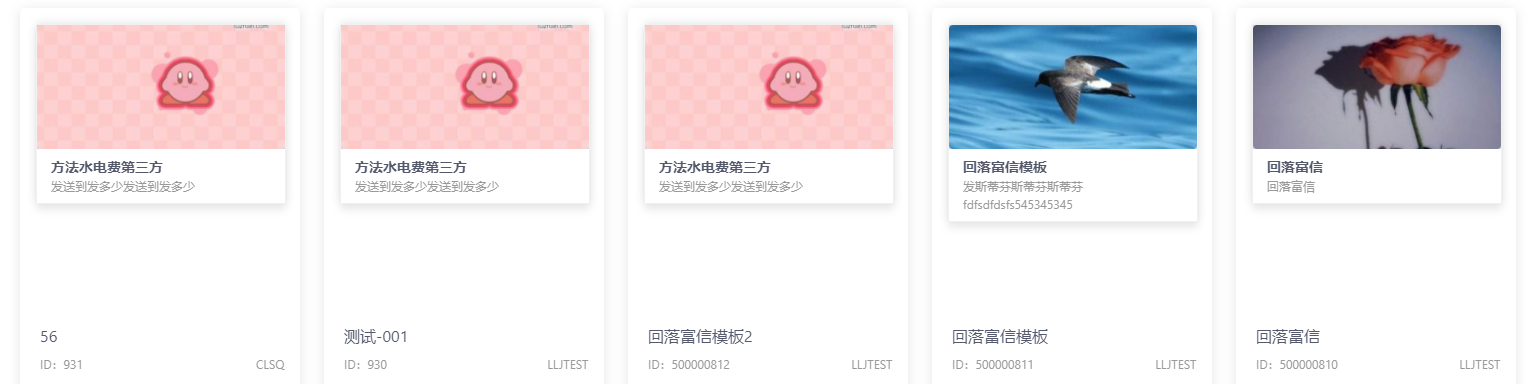 方法水电费第三方
发送到发多少发送到发多少
56
ID：931
CLSQ
方法水电费第三方
发送到发多少发送到发多少
测试-001
ID：930
LLJTEST
方法水电费第三方
发送到发多少发送到发多少
回落富信模板2
ID：500000812
LLJTEST
回落富信模板
发斯蒂芬斯蒂芬斯蒂芬
fdfsdfdsfs545345345
回落富信模板
ID：500000811
LLJTEST
回落富信
回落富信
回落富信
ID：500000810
LLJTEST